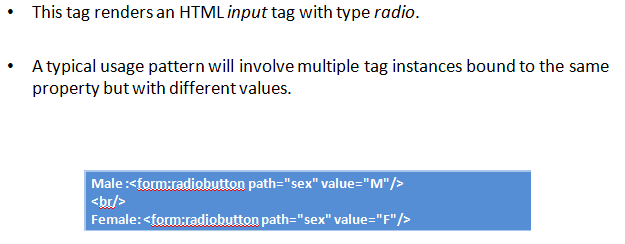 • This tag renders an HTML input tag with type radio.
• A typical usage pattern will involve multiple tag instances bound to the same
property but with different values.
Male :<form:radiobutton path="sex" value="M"/>
<br/>
Female: <form:radiobutton path="sex" value="F"/>